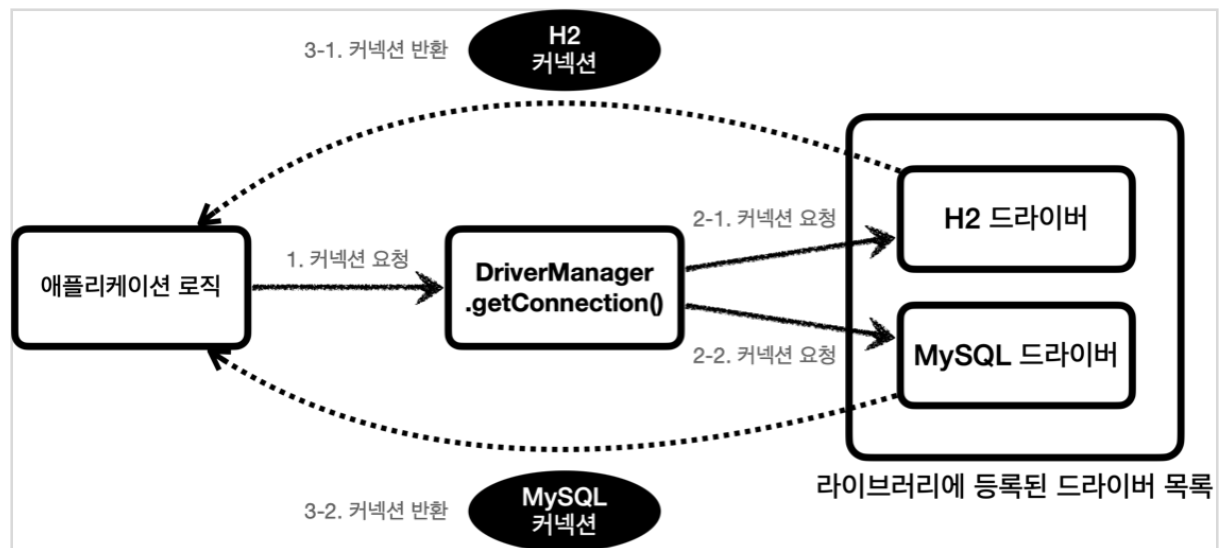 H2
커넥션
3-1. 커넥션 반환
애플리케이션 로직
1. 커넥션 요청
DriverManager
.getConnection()
2-1. 커넥션 요청
H2 드라이버
2-2. 커넥션 요청
MySQL 드라이버
라이브러리에 등록된 드라이버 목록
3-2. 커넥션 반환
MySQL
커넥션